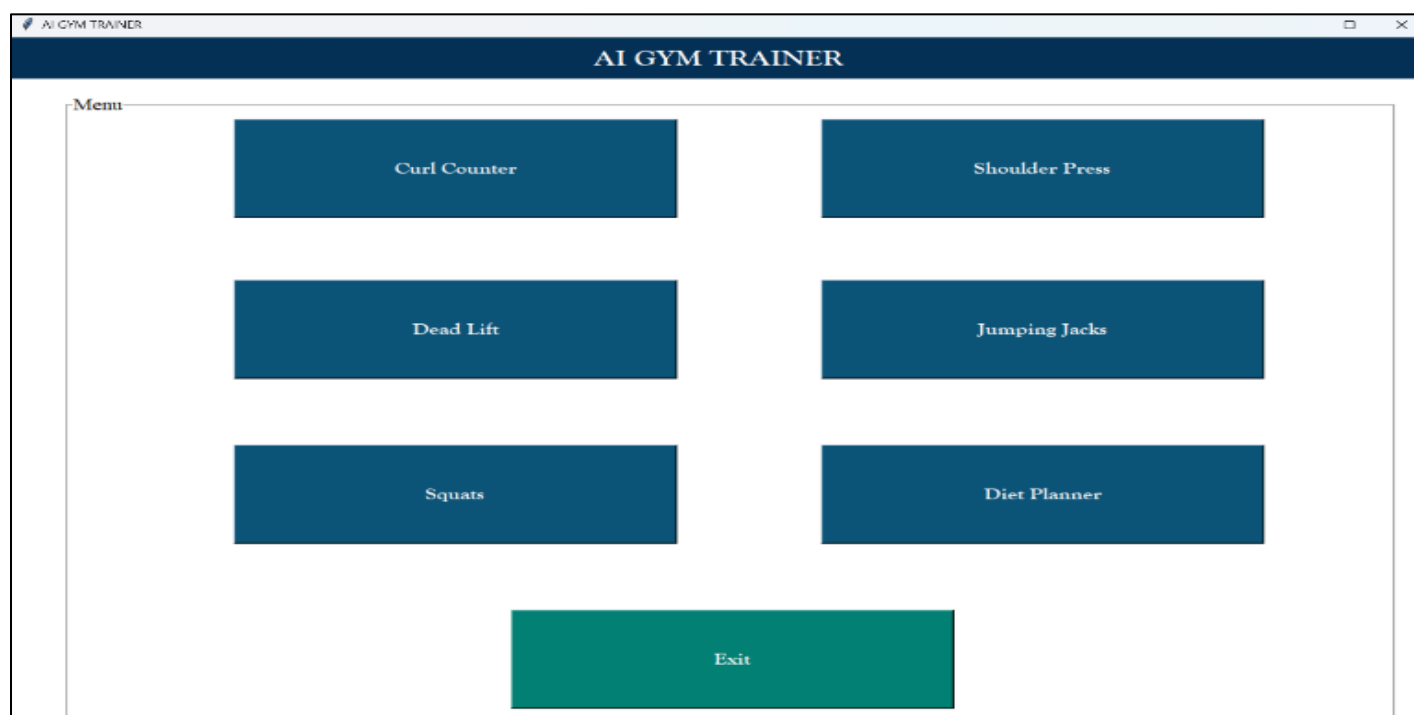 AI GYM TRAINER
AI GYM TRAINER
Menu
Curl Counter
Shoulder Press
Dead Lift
Jumping Jacks
Squats
Diet Planner
Exit